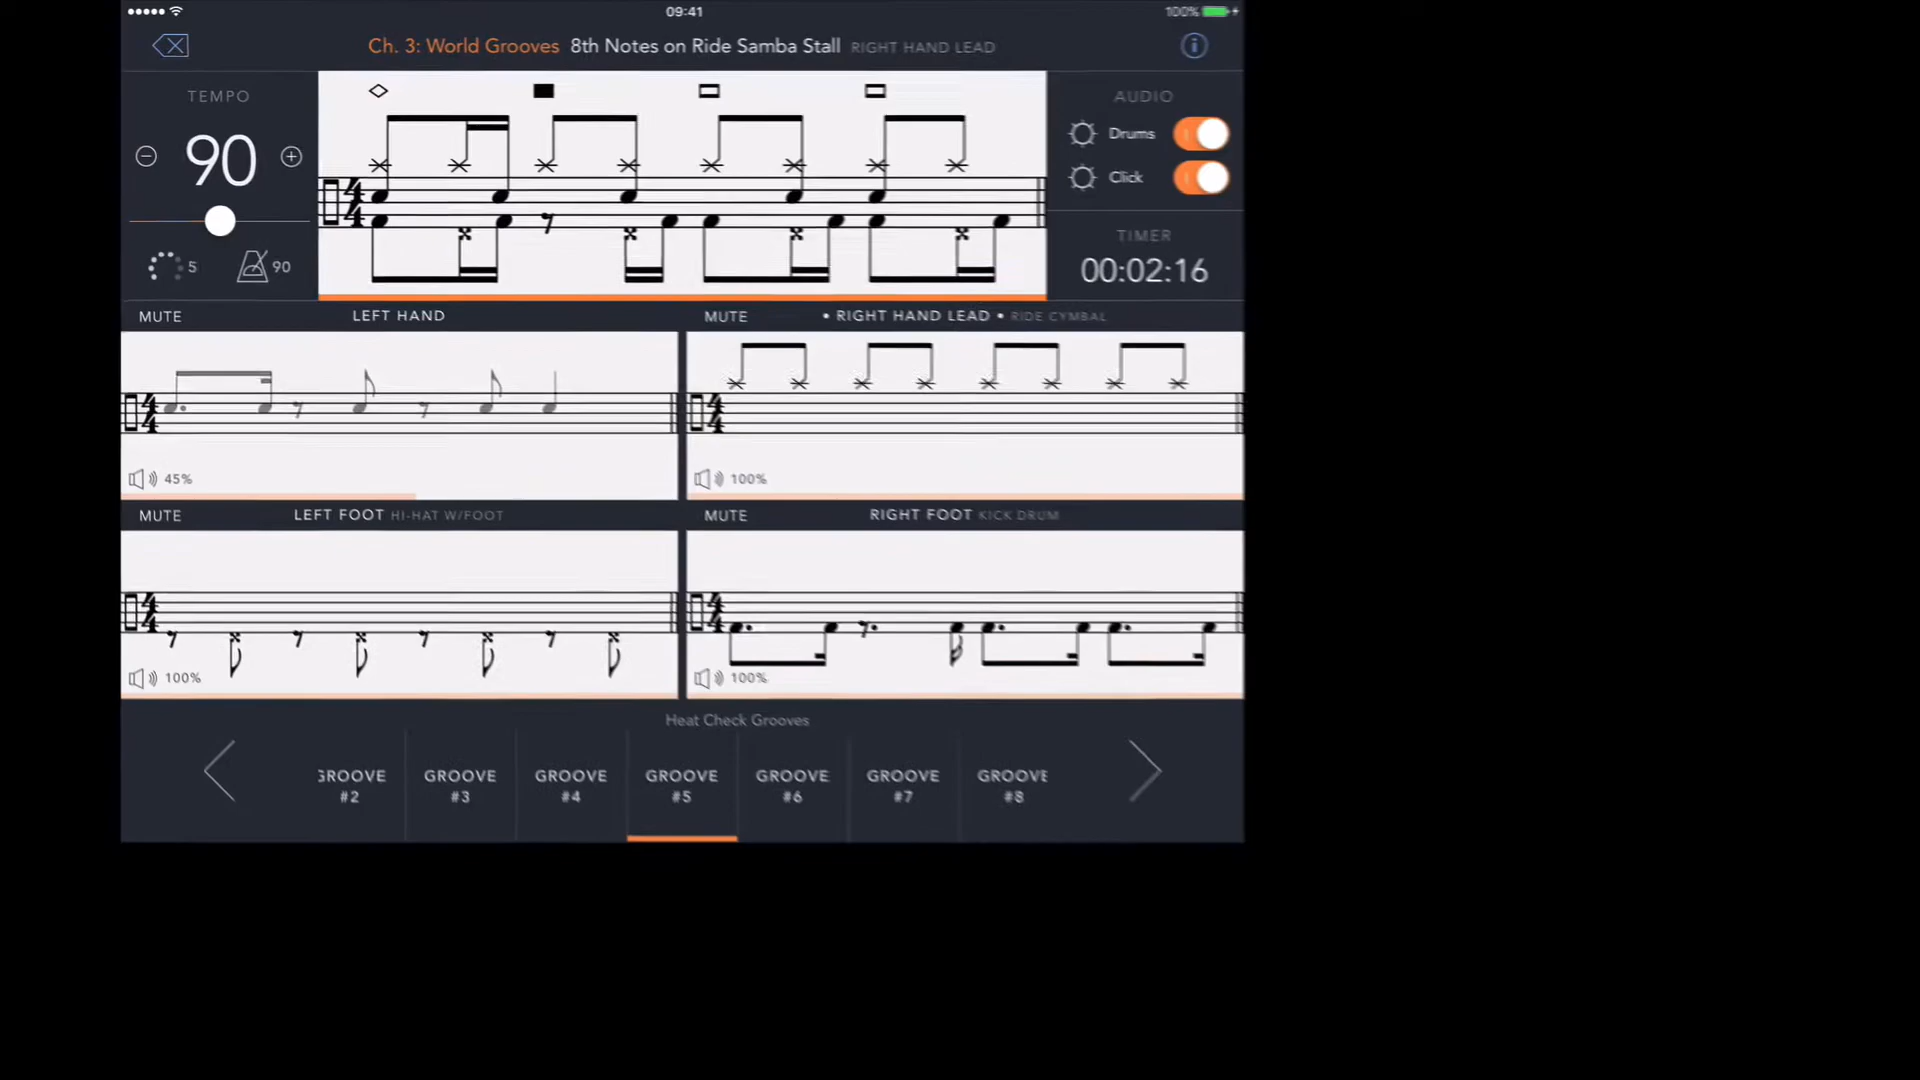 09:41
100%
Ch. 3: World Grooves 8th Notes on Ride Samba Stall RIGHT HAND LEAD
TEMPO
90
5
90
AUDIO
Drums
Click
TIMER
00:02:16
MUTE LEFT HAND
45%
MUTE • RIGHT HAND LEAD • RIDE CYMBAL
100%
MUTE LEFT FOOT HI-HAT W/FOOT
100%
MUTE RIGHT FOOT KICK DRUM
100%
Heat Check Grooves
GROOVE #2
GROOVE #3
GROOVE #4
GROOVE #5
GROOVE #6
GROOVE #7
GROOVE #8